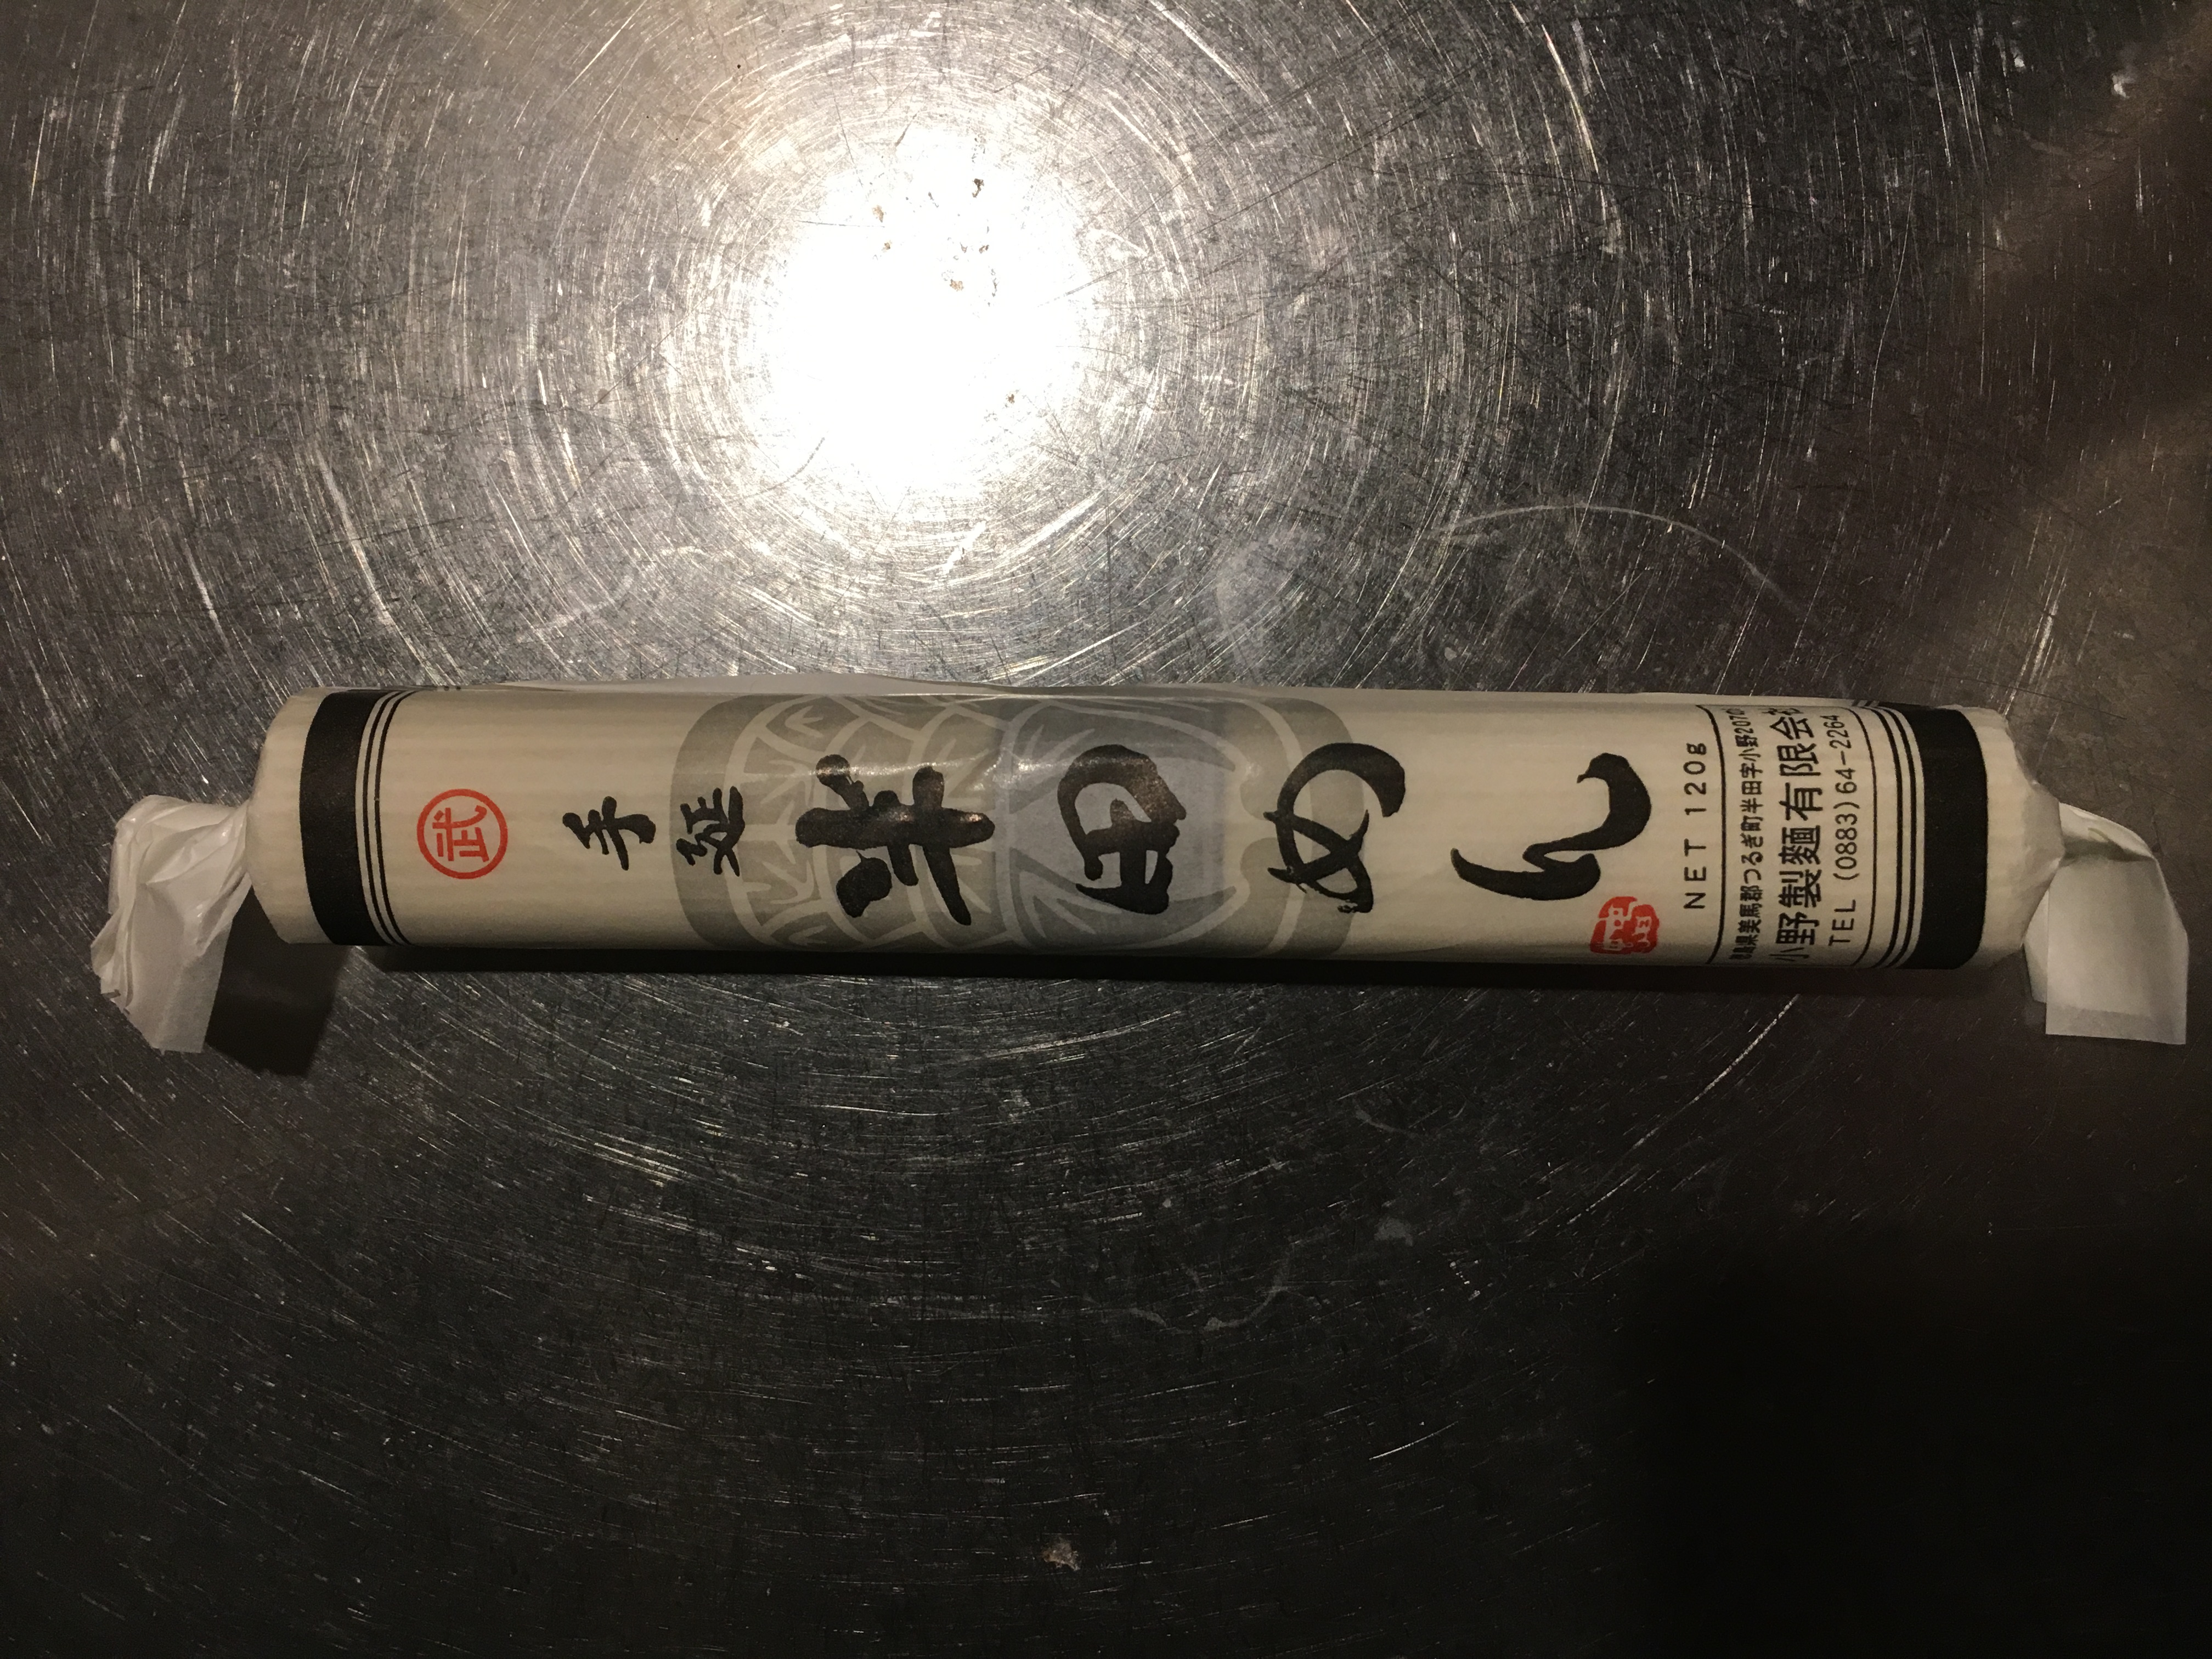 武
手延
半田めん
NET 120g
徳島県美馬郡つるぎ町半田字小野207の
小野製麵有限会社
TEL (0883)64-2264